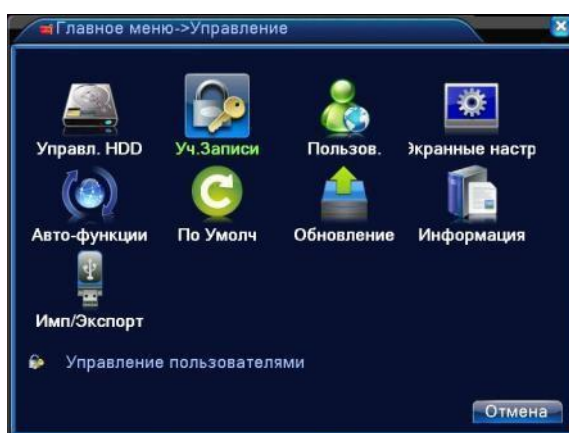 Главное меню->Управление
Управл. HDD Уч.Записи Пользов. Экранные настр
Авто-функции По Умолч Обновление Информация
Имп/Экспорт
Управление пользователями
Отмена